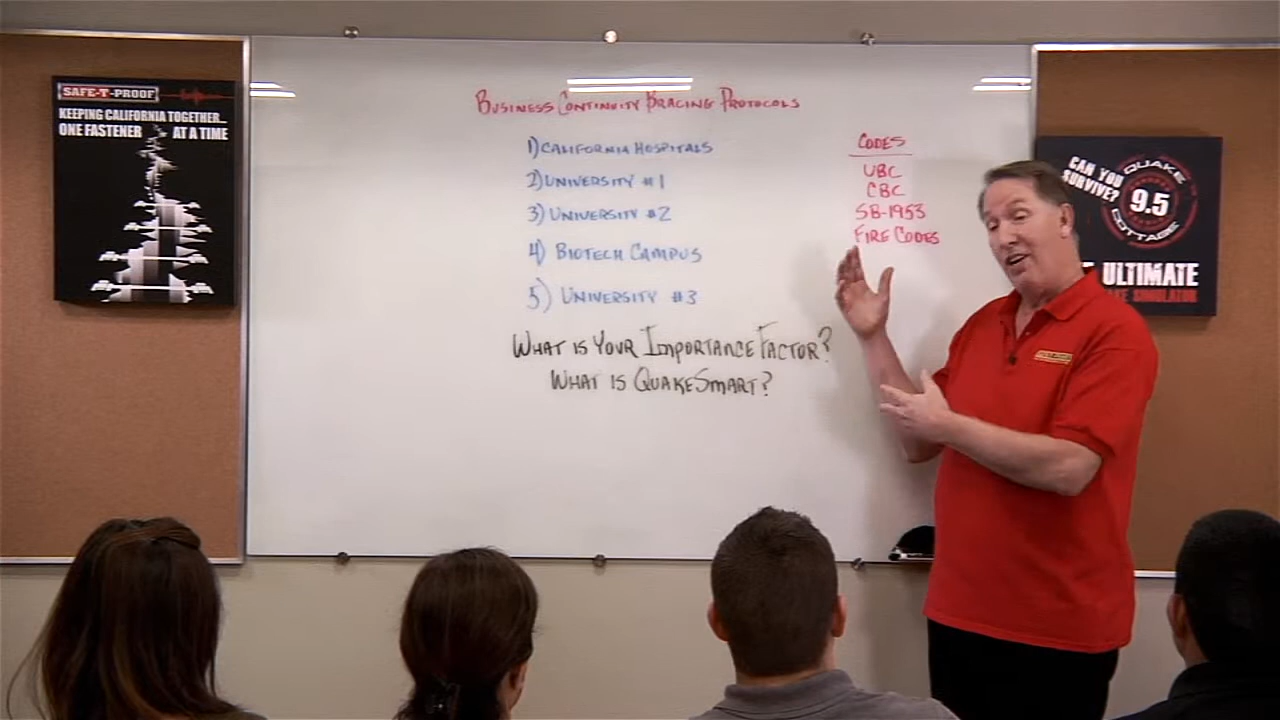 SAFE-T-PROOF
KEEPING CALIFORNIA TOGETHER...
ONE FASTENER AT A TIME
BUSINESS CONTINUITY BRACING PROTOCOLS
1) CALIFORNIA HOSPITALS
2) UNIVERSITY #1
3) UNIVERSITY #2
4) BIOTECH CAMPUS
5) UNIVERSITY #3
WHAT IS YOUR IMPORTANCE FACTOR?
WHAT IS QUAKESMART?
CODES
UBC
CBC
SB-1953
FIRE CODES
CAN YOU
SURVIVE?
QUAKE
9.5
COTTAGE
ULTIMATE
SIMULATOR